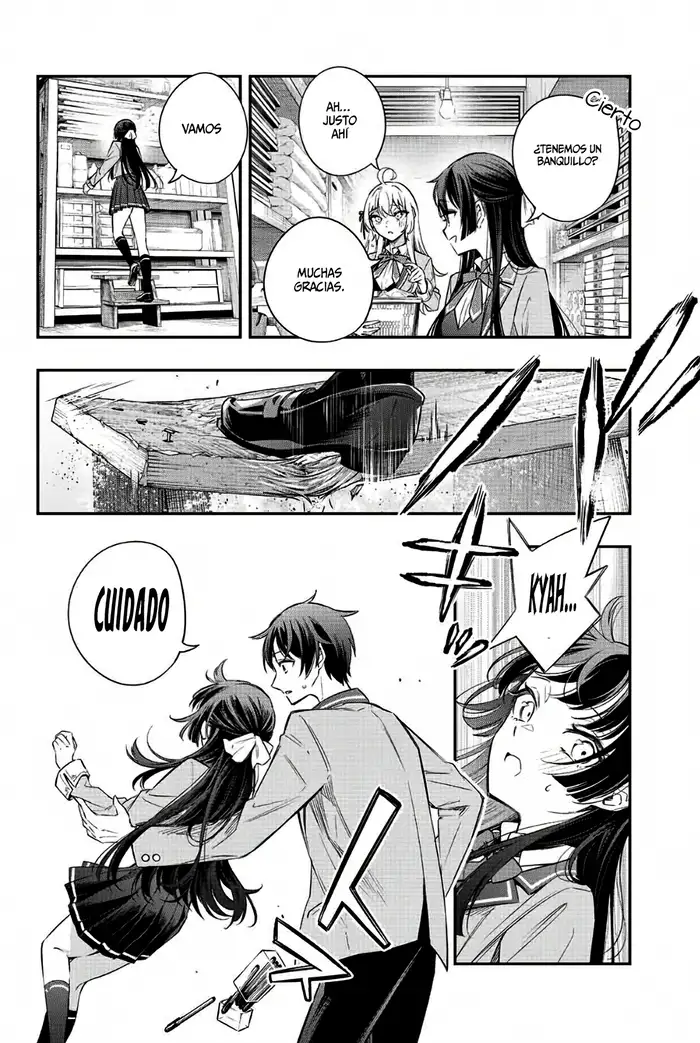 Cierto
¿TENEMOS UN
BANQUILLO?
AH...
JUSTO
AHÍ
MUCHAS
GRACIAS.
VAMOS
KYAH...
CUIDADO